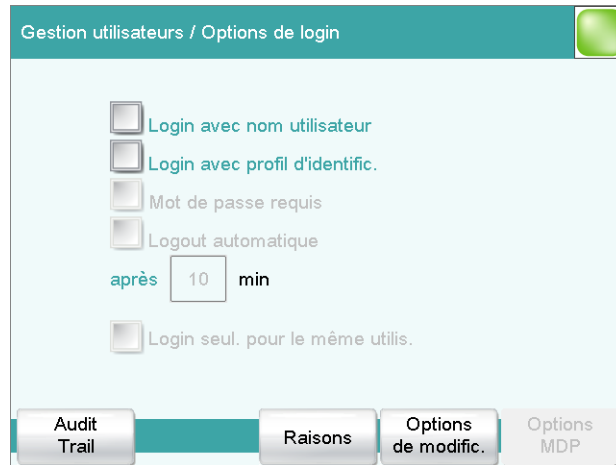 Gestion utilisateurs / Options de login
Login avec nom utilisateur
Login avec profil d'identific.
Mot de passe requis
Logout automatique
après 10 min
Login seul. pour le même utilis.
Audit
Trail
Raisons
Options
de modific.
Options
MDP